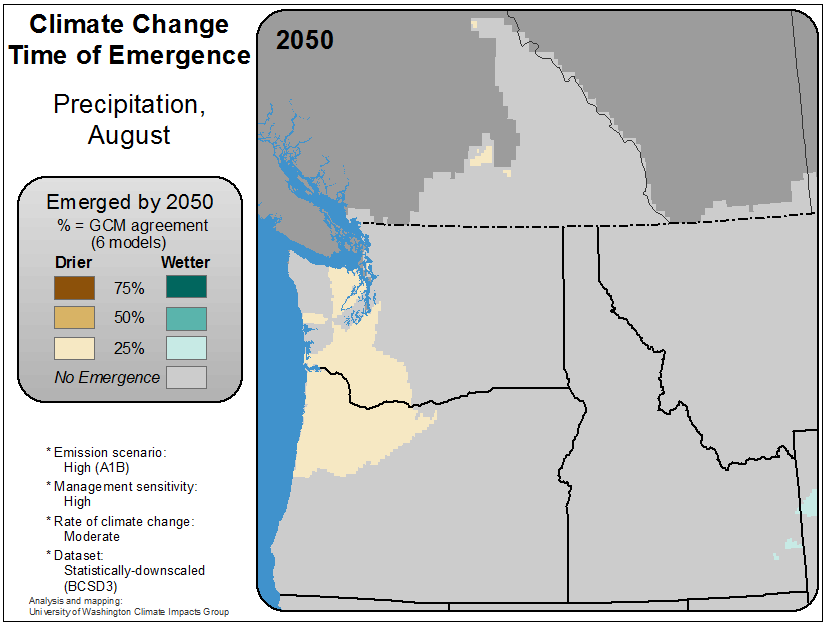 Climate Change
Time of Emergence
Precipitation,
August
2050
Emerged by 2050
% = GCM agreement
(6 models)
Drier Wetter
75%
50%
25%
No Emergence
* Emission scenario:
High (A1B)
* Management sensitivity:
High
* Rate of climate change:
Moderate
* Dataset:
Statistically-downscaled
(BCSD3)
Analysis and mapping:
University of Washington Climate Impacts Group